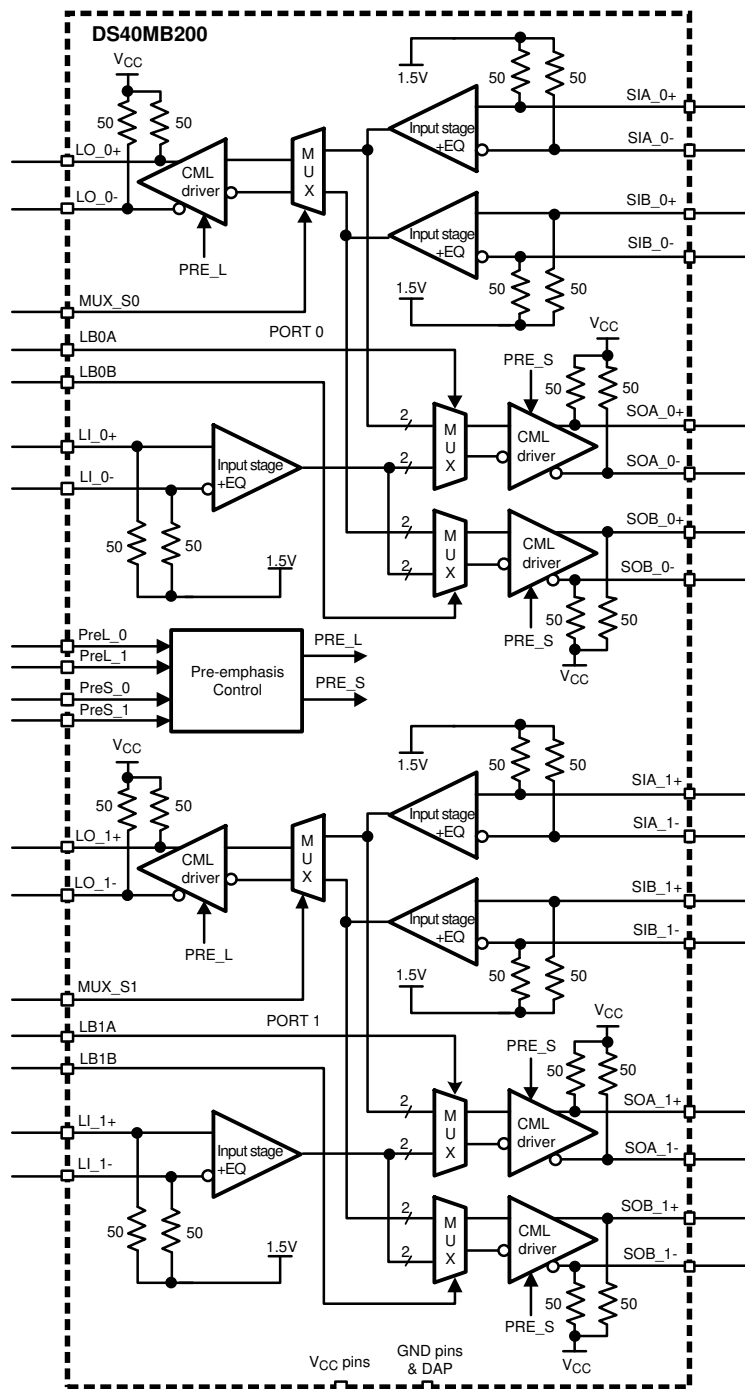 DS40MB200
VCC
50
50
LO_0+
LO_0-
CML
driver
PRE_L
M
U
X
1.5V
50
50
Input stage
+EQ
SIA_0+
SIA_0-
SIB_0+
SIB_0-
Input stage
+EQ
50
50
1.5V
MUX_S0
LB0A
PORT 0
LB0B
VCC
PRE_S
50
50
LI_0+
LI_0-
Input stage
+EQ
2
2
M
U
X
CML
driver
SOA_0+
SOA_0-
50
50
1.5V
2
2
M
U
X
CML
driver
SOB_0+
SOB_0-
50
50
PRE_S
VCC
PreL_0
PreL_1
PreS_0
PreS_1
Pre-emphasis
Control
PRE_L
PRE_S
VCC
50
50
LO_1+
LO_1-
CML
driver
PRE_L
M
U
X
1.5V
50
50
Input stage
+EQ
SIA_1+
SIA_1-
SIB_1+
SIB_1-
Input stage
+EQ
50
50
1.5V
MUX_S1
LB1A
PORT 1
LB1B
VCC
PRE_S
50
50
LI_1+
LI_1-
Input stage
+EQ
2
2
M
U
X
CML
driver
SOA_1+
SOA_1-
50
50
1.5V
2
2
M
U
X
CML
driver
SOB_1+
SOB_1-
50
50
PRE_S
VCC
VCC pins
GND pins
& DAP